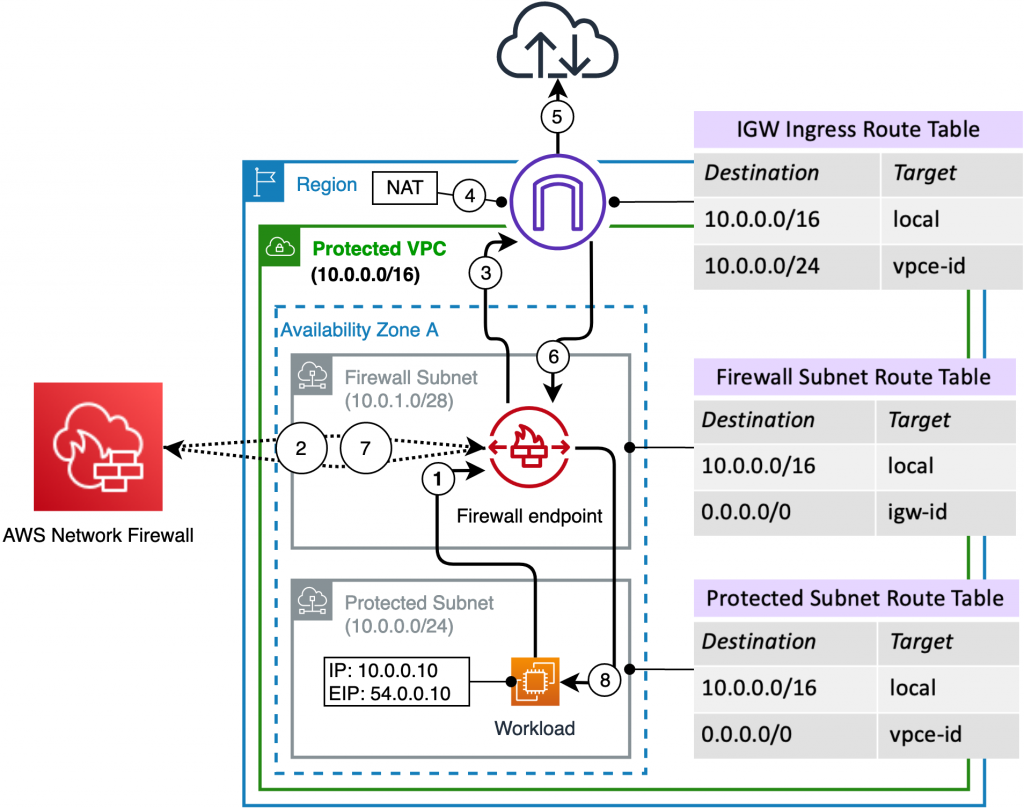 5
IGW Ingress Route Table
Destination Target
10.0.0.0/16 local
10.0.0.0/24 vpce-id
Region
NAT
4
Protected VPC
(10.0.0.0/16)
3
Availability Zone A
6
Firewall Subnet
(10.0.1.0/28)
Firewall Subnet Route Table
Destination Target
10.0.0.0/16 local
0.0.0.0/0 igw-id
2
7
1
Firewall endpoint
AWS Network Firewall
Protected Subnet
(10.0.0.0/24)
Protected Subnet Route Table
Destination Target
10.0.0.0/16 local
0.0.0.0/0 vpce-id
IP: 10.0.0.10
EIP: 54.0.0.10
8
Workload